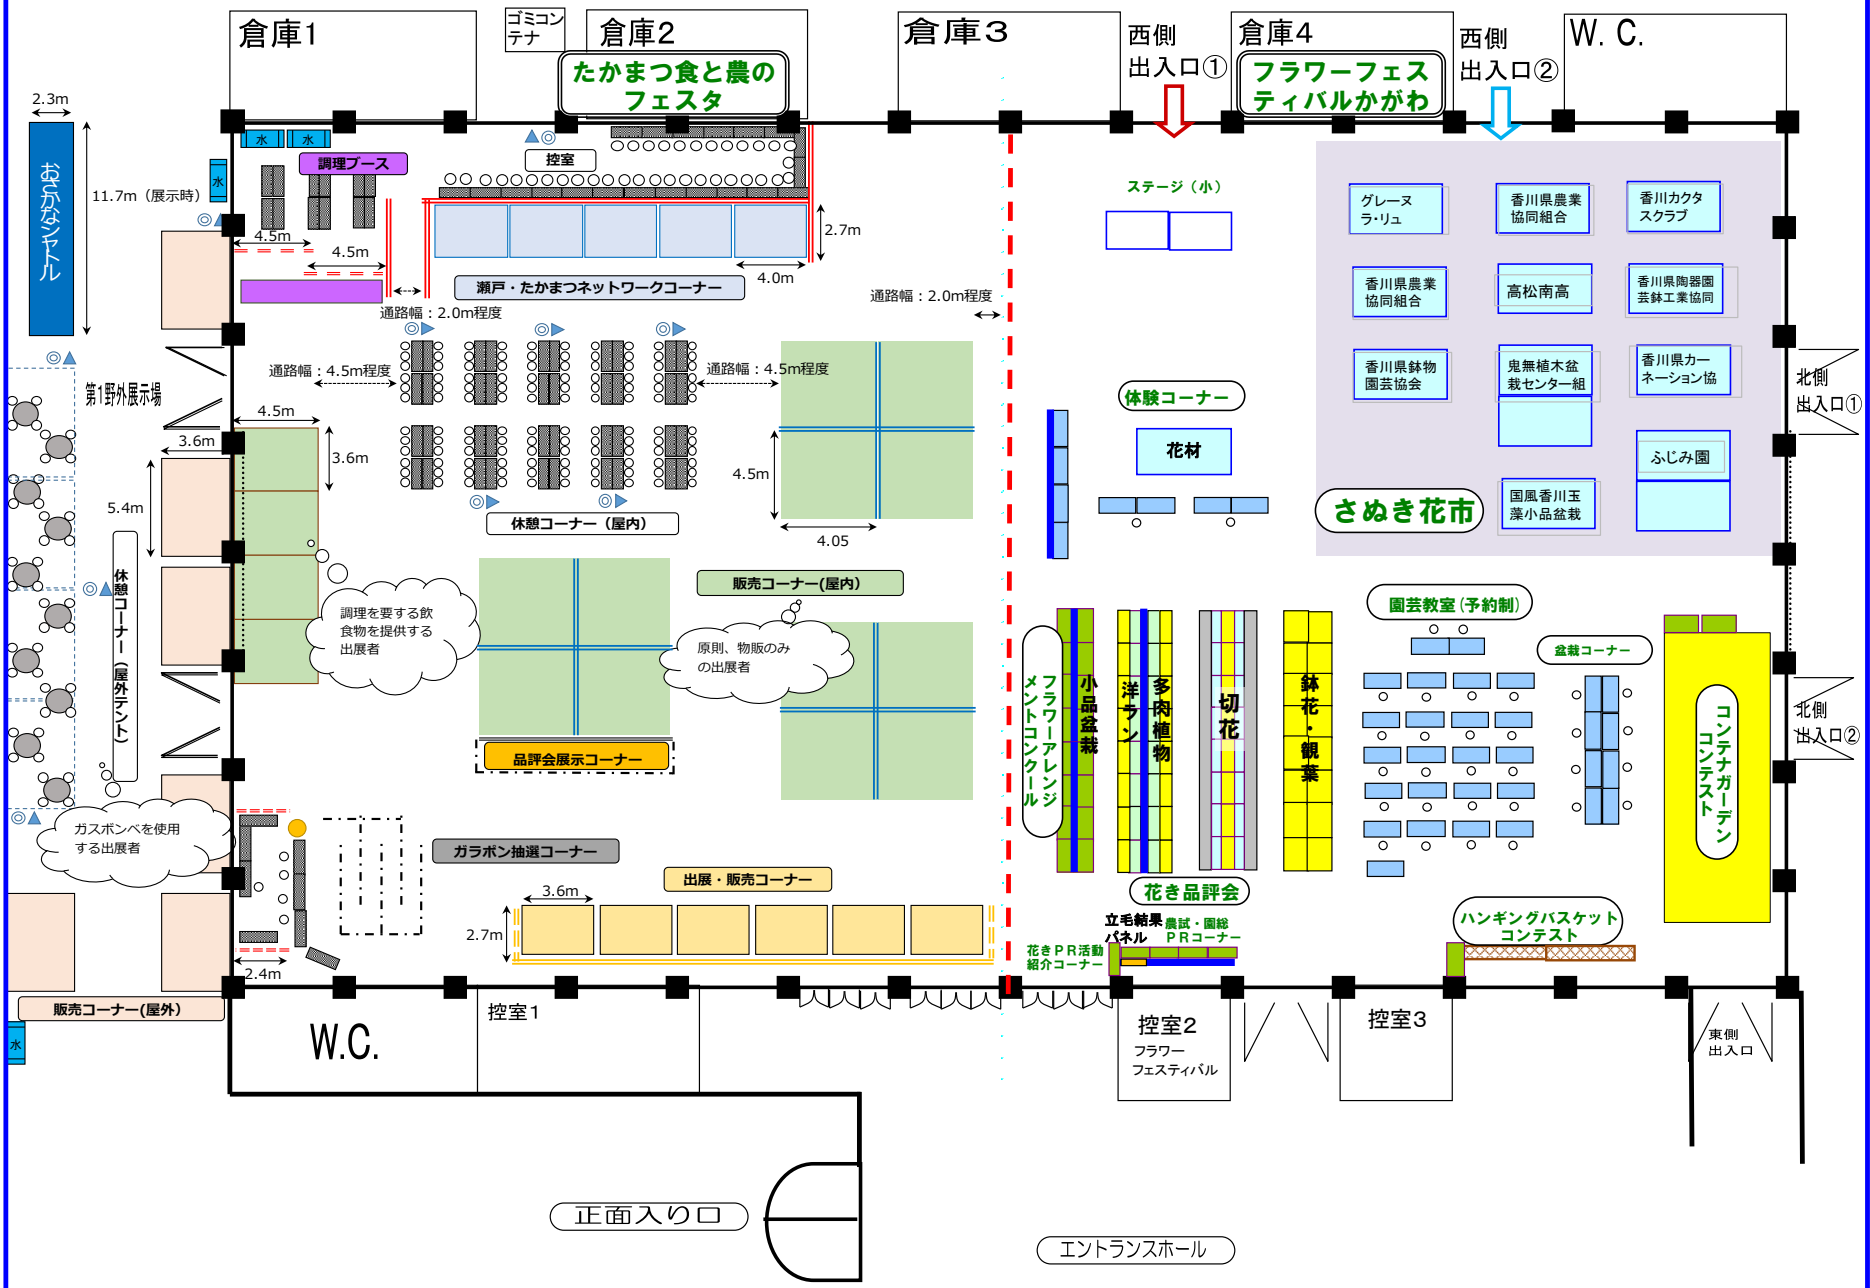 倉庫1
ゴミコン
テナ
倉庫2
倉庫3
西側
出入口①
倉庫4
西側
出入口②
W. C.
たかまつ食と農の
フェスタ
フラワーフェス
ティバルかがわ
2.3m
おさかなシャトル
11.7m（展示時）
水
水
水
調理ブース
控室
4.5m
4.5m
2.7m
4.0m
瀬戸・たかまつネットワークコーナー
通路幅：2.0m程度
通路幅：2.0m程度
ステージ（小）
グレーヌ
ラ・リュ
香川県農業
協同組合
香川カクタ
スクラブ
香川県農業
協同組合
高松南高
香川県陶器園
芸鉢工業協同
香川県鉢物
園芸協会
鬼無植木盆
栽センター組
香川県カー
ネーション協
ふじみ園
国風香川玉
藻小品盆栽
さぬき花市
北側
出入口①
第1野外展示場
通路幅：4.5m程度
通路幅：4.5m程度
4.5m
3.6m
3.6m
5.4m
4.5m
4.05
休憩コーナー（屋内）
体験コーナー
花材
休憩コーナー（屋外テント）
調理を要する飲
食物を提供する
出展者
販売コーナー(屋内）
原則、物販のみ
の出展者
品評会展示コーナー
フラワーアレンジ
メントコンクール
小品盆栽
洋ラン
多肉植物
切花
鉢花・観葉
園芸教室(予約制）
盆栽コーナー
コンテナガーデン
コンテスト
北側
出入口②
ガスボンベを使用
する出展者
ガラポン抽選コーナー
出展・販売コーナー
3.6m
2.7m
2.4m
花き品評会
立毛結果
パネル
農試・園総
ＰＲコーナー
花きＰＲ活動
紹介コーナー
ハンギングバスケット
コンテスト
販売コーナー(屋外）
水
W.C.
控室1
控室2
フラワー
フェスティバル
控室3
東側
出入口
正面入り口
エントランスホール